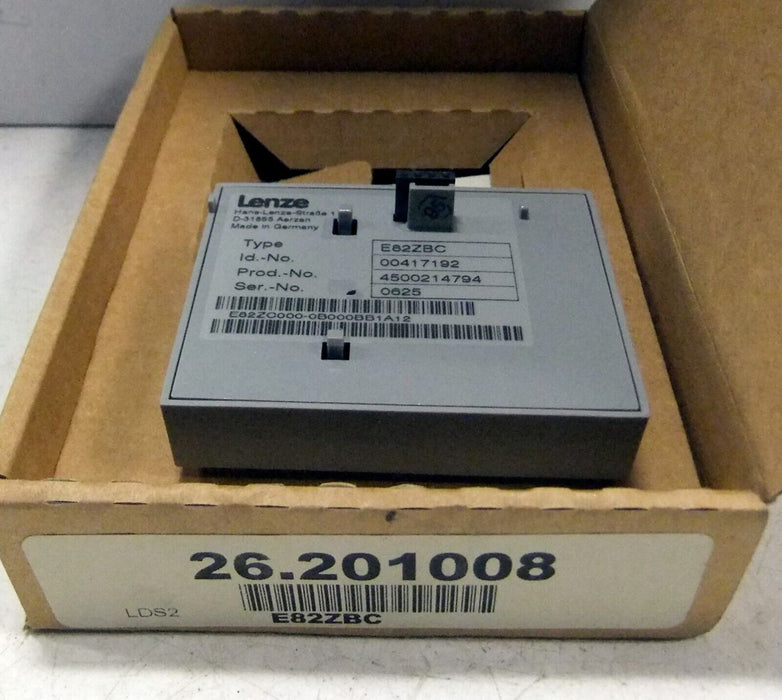 Lenze
Hans-Lenze-Straße 1
D-31855 Aerzen
Made in Germany
Type E82ZBC
Id.-No. 00417192
Prod.-No. 4500214794
Ser.-No. 0625
E82ZC000-0B000BB1A12
26.201008
LDS2
E82ZBC